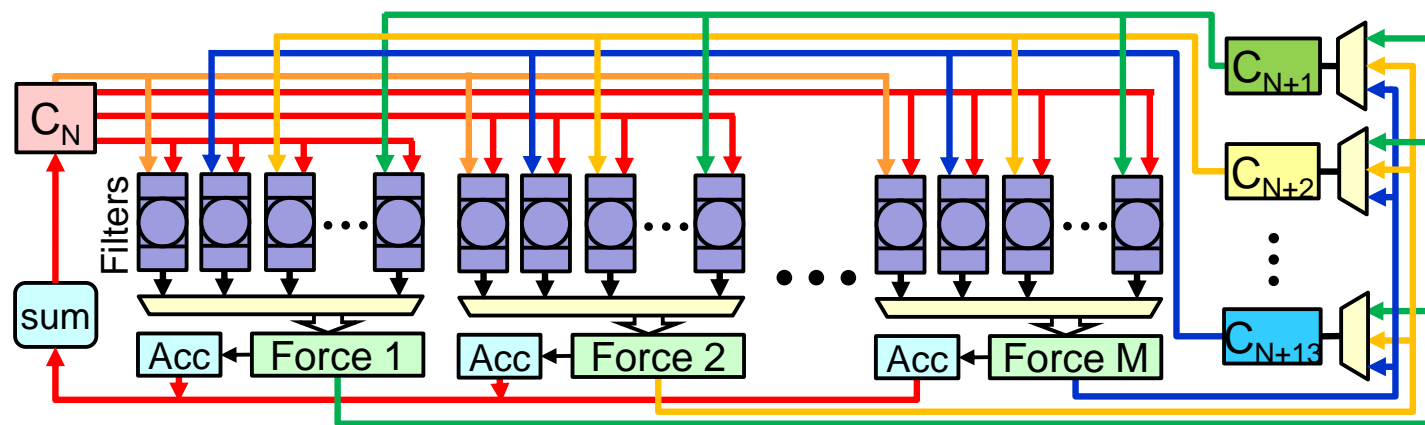 C_N
Filters
sum
Acc
Force 1
Acc
Force 2
Acc
Force M
C_N+1
C_N+2
C_N+13